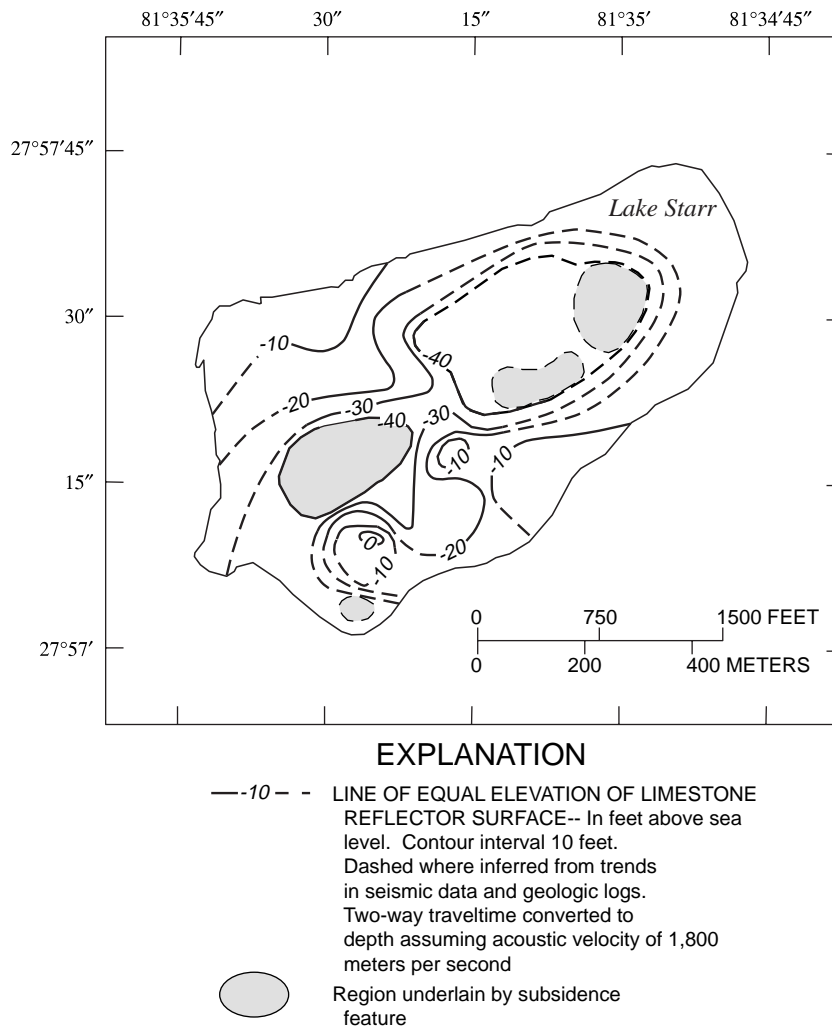 81°35′45″ 30″ 15″ 81°35′ 81°34′45″
27°57′45″
Lake Starr
30″
-10
-40
-20
-30
-40
-30
-10
-10
15″
0
-20
-10
0 750 1500 FEET
27°57′
0 200 400 METERS
EXPLANATION
-10 LINE OF EQUAL ELEVATION OF LIMESTONE
REFLECTOR SURFACE-- In feet above sea
level. Contour interval 10 feet.
Dashed where inferred from trends
in seismic data and geologic logs.
Two-way traveltime converted to
depth assuming acoustic velocity of 1,800
meters per second
Region underlain by subsidence
feature